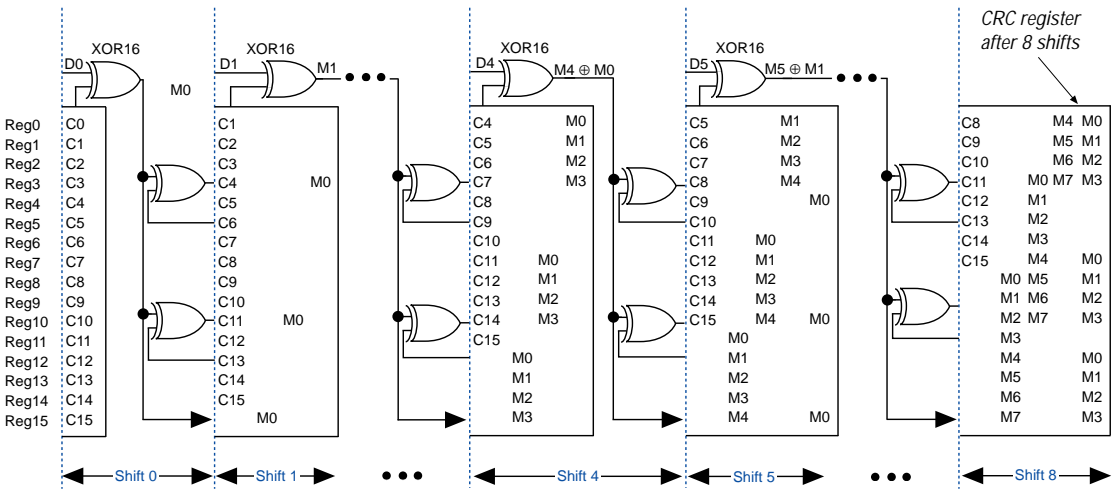 CRC register
after 8 shifts
XOR16 XOR16 XOR16 XOR16
D0 D1 M1 D4 M4 ⊕ M0 D5 M5 ⊕ M1
M0
Reg0 C0 C1 C4 M0 C5 M1 C8 M4 M0
Reg1 C1 C2 C5 M1 C6 M2 C9 M5 M1
Reg2 C2 C3 C6 M2 C7 M3 C10 M6 M2
Reg3 C3 C4 M0 C7 M3 C8 M4 C11 M0 M7 M3
Reg4 C4 C5 C8 C9 M0 C12 M1
Reg5 C5 C6 C9 C10 C13 M2
Reg6 C6 C7 C10 C11 M0 C14 M3
Reg7 C7 C8 C11 M0 C12 M1 C15 M4 M0
Reg8 C8 C9 C12 M1 C13 M2 M0 M5 M1
Reg9 C9 C10 C13 M2 C14 M3 M1 M6 M2
Reg10 C10 C11 M0 C14 M3 C15 M4 M0 M2 M7 M3
Reg11 C11 C12 C15 M0 M3
Reg12 C12 C13 M0 M1 M4 M0
Reg13 C13 C14 M1 M2 M5 M1
Reg14 C14 C15 M2 M3 M6 M2
Reg15 C15 M0 M3 M4 M0 M7 M3
Shift 0 Shift 1 Shift 4 Shift 5 Shift 8